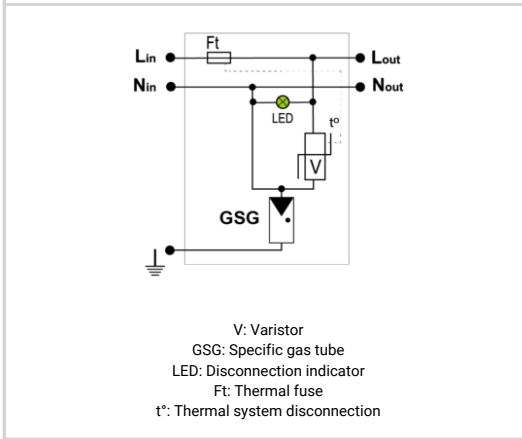 Ft
Lin Lout
Nin Nout
LED
t°
V
GSG
V: Varistor
GSG: Specific gas tube
LED: Disconnection indicator
Ft: Thermal fuse
t°: Thermal system disconnection